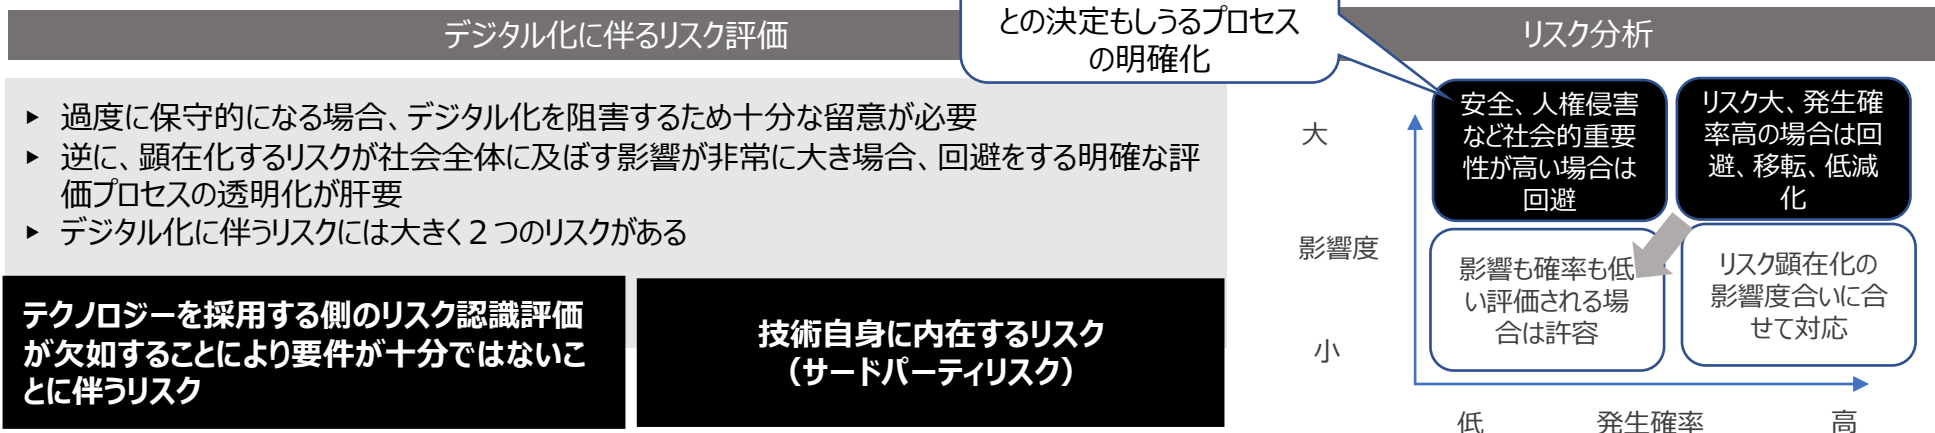 デジタル化に伴るリスク評価
との決定もしうるプロセス
の明確化
リスク分析
▶ 過度に保守的になる場合、デジタル化を阻害するため十分な留意が必要
▶ 逆に、顕在化するリスクが社会全体に及ぼす影響が非常に大き場合、回避をする明確な評
価プロセスの透明化が肝要
▶ デジタル化に伴うリスクには大きく２つのリスクがある
テクノロジーを採用する側のリスク認識評価
が欠如することにより要件が十分ではないこ
とに伴うリスク
技術自身に内在するリスク
（サードパーティリスク）
大
影響度
小
安全、人権侵害
など社会的重要
性が高い場合は
回避
リスク大、発生確
率高の場合は回
避、移転、低減
化
影響も確率も低
い評価される場
合は許容
リスク顕在化の
影響度合いに合
せて対応
低
発生確率
高